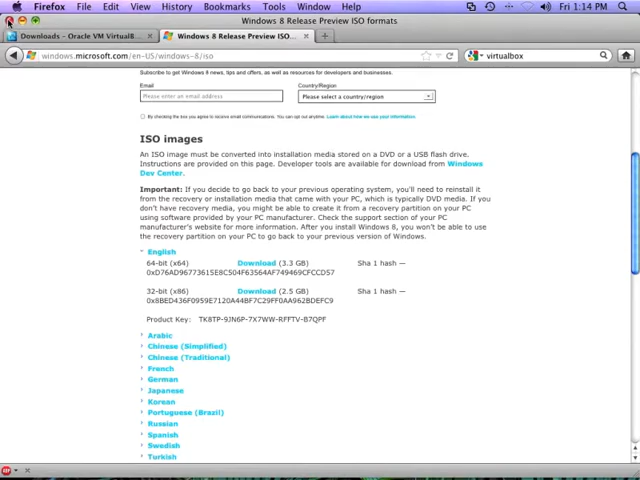 Firefox File Edit View History Bookmarks Tools Window Help Fri 1:14 PM
Windows 8 Release Preview ISO formats
Downloads – Oracle VM VirtualB... Windows 8 Release Preview ISO...
windows.microsoft.com/en-US/windows-8/iso virtualbox
Subscribe to get Windows 8 news, tips and offers, as well as resources for developers and businesses.
Email Country/Region
Please enter an email address Please select a country/region
By checking the box you agree to receive email communications. You can opt out anytime. Learn about how we use your information.
ISO images
An ISO image must be converted into installation media stored on a DVD or a USB flash drive.
Instructions are provided on this page. Developer tools are available for download from Windows
Dev Center.
Important: If you decide to go back to your previous operating system, you'll need to reinstall it
from the recovery or installation media that came with your PC, which is typically DVD media. If you
don't have recovery media, you might be able to create it from a recovery partition on your PC
using software provided by your PC manufacturer. Check the support section of your PC
manufacturer's website for more information. After you install Windows 8, you won't be able to use
the recovery partition on your PC to go back to your previous version of Windows.
English
64-bit (x64) Download (3.3 GB) Sha 1 hash —
0xD76AD96773615E8C504F63564AF749469CFCCD57
32-bit (x86) Download (2.5 GB) Sha 1 hash —
0x8BED436F0959E7120A44BF7C29FF0AA962BDEFC9
Product Key: TK8TP-9JN6P-7X7WW-RFFTV-B7QPF
Arabic
Chinese (Simplified)
Chinese (Traditional)
French
German
Japanese
Korean
Portuguese (Brazil)
Russian
Spanish
Swedish
Turkish